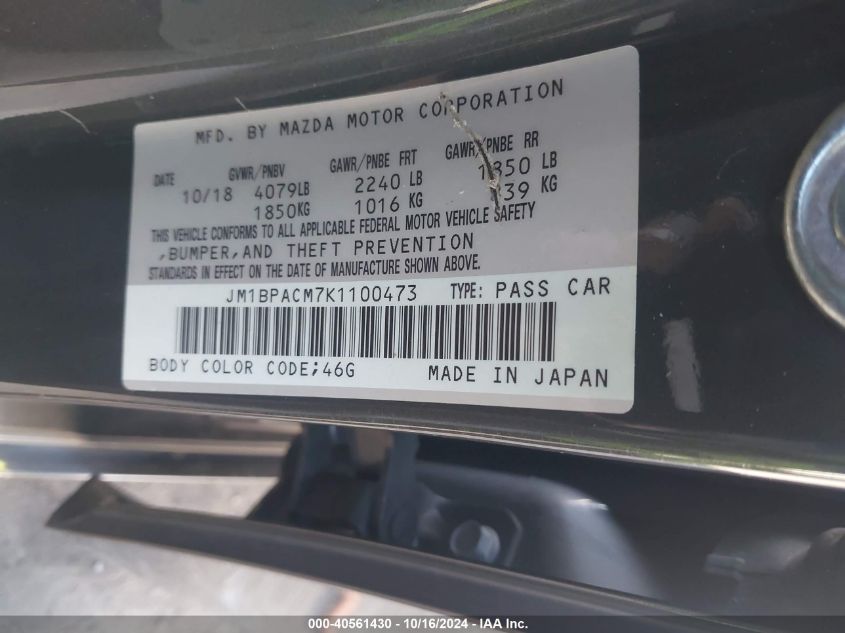 MFD. BY MAZDA MOTOR CORPORATION
DATE GVWR/PNBV GAWR/PNBE FRT GAWR/PNBE RR
10/18 4079LB 2240 LB 1850 LB
1850KG 1016 KG KG
THIS VEHICLE CONFORMS TO ALL APPLICABLE FEDERAL MOTOR VEHICLE SAFETY
,BUMPER,AND THEFT PREVENTION
STANDARDS IN EFFECT ON THE DATE OF MANUFACTURE SHOWN ABOVE.
JM1BPACM7K1100473 TYPE: PASS CAR
BODY COLOR CODE;46G MADE IN JAPAN
000-40561430 - 10/16/2024 - IAA Inc.